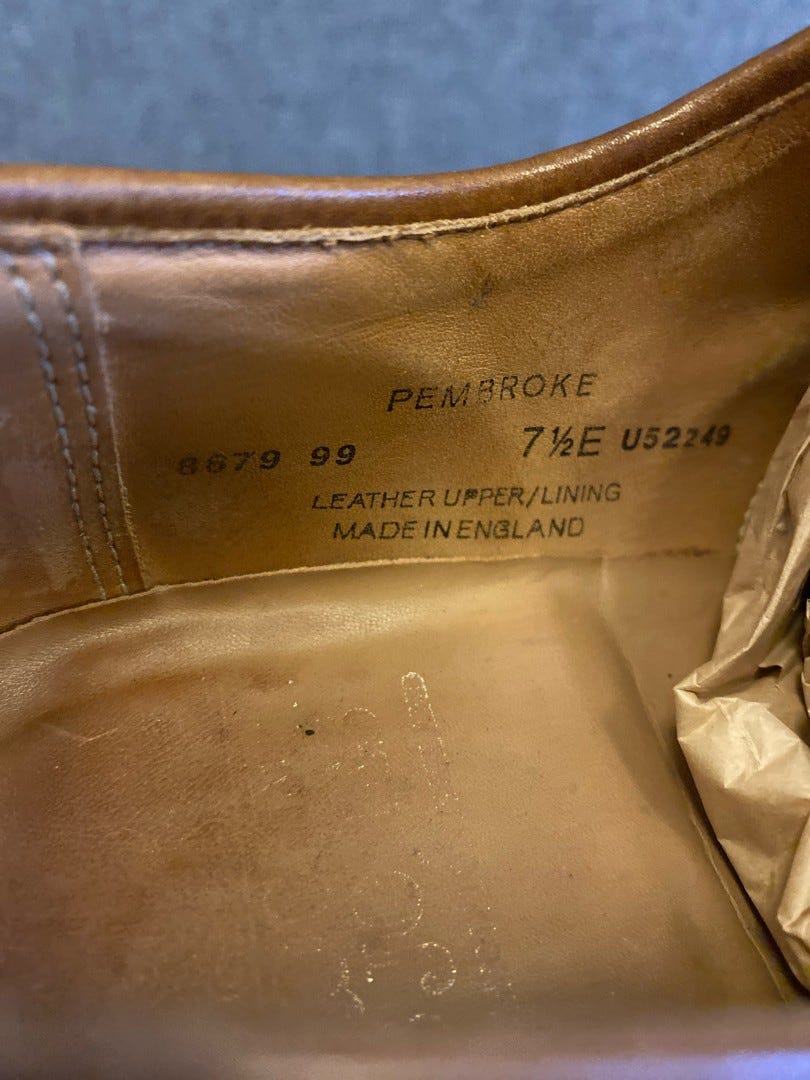 PEMBROKE
8679 99 7½E U52249
LEATHER UPPER/LINING
MADE IN ENGLAND